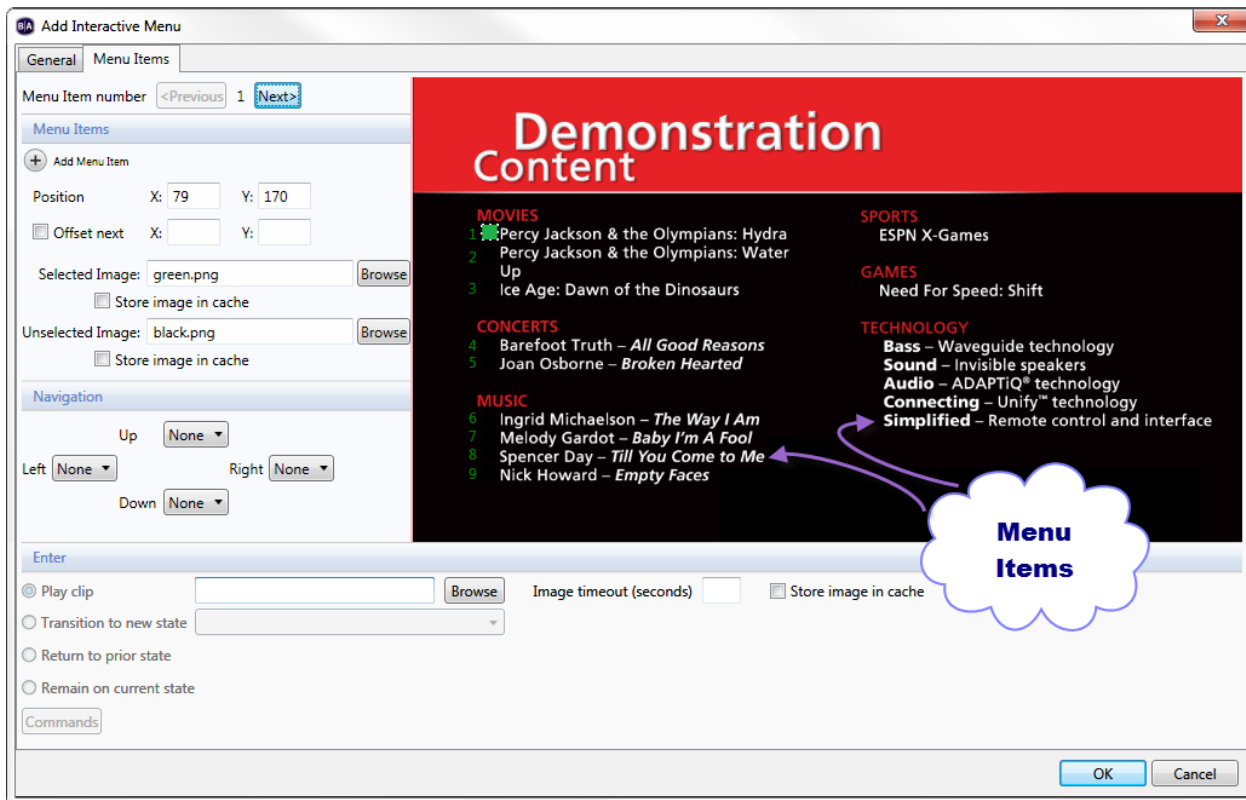 B|A Add Interactive Menu
General Menu Items
Menu Item number <Previous 1 Next>
Menu Items
+ Add Menu Item
Position X: 79 Y: 170
Offset next X: Y:
Selected Image: green.png Browse
Store image in cache
Unselected Image: black.png Browse
Store image in cache
Navigation
Up None
Left None Right None
Down None
Demonstration
Content
MOVIES
1 Percy Jackson & the Olympians: Hydra
2 Percy Jackson & the Olympians: Water
Up
3 Ice Age: Dawn of the Dinosaurs
CONCERTS
4 Barefoot Truth – All Good Reasons
5 Joan Osborne – Broken Hearted
MUSIC
6 Ingrid Michaelson – The Way I Am
7 Melody Gardot – Baby I'm A Fool
8 Spencer Day – Till You Come to Me
9 Nick Howard – Empty Faces
SPORTS
ESPN X-Games
GAMES
Need For Speed: Shift
TECHNOLOGY
Bass – Waveguide technology
Sound – Invisible speakers
Audio – ADAPTiQ® technology
Connecting – Unify™ technology
Simplified – Remote control and interface
Menu
Items
Enter
Play clip Browse Image timeout (seconds) Store image in cache
Transition to new state
Return to prior state
Remain on current state
Commands
OK Cancel